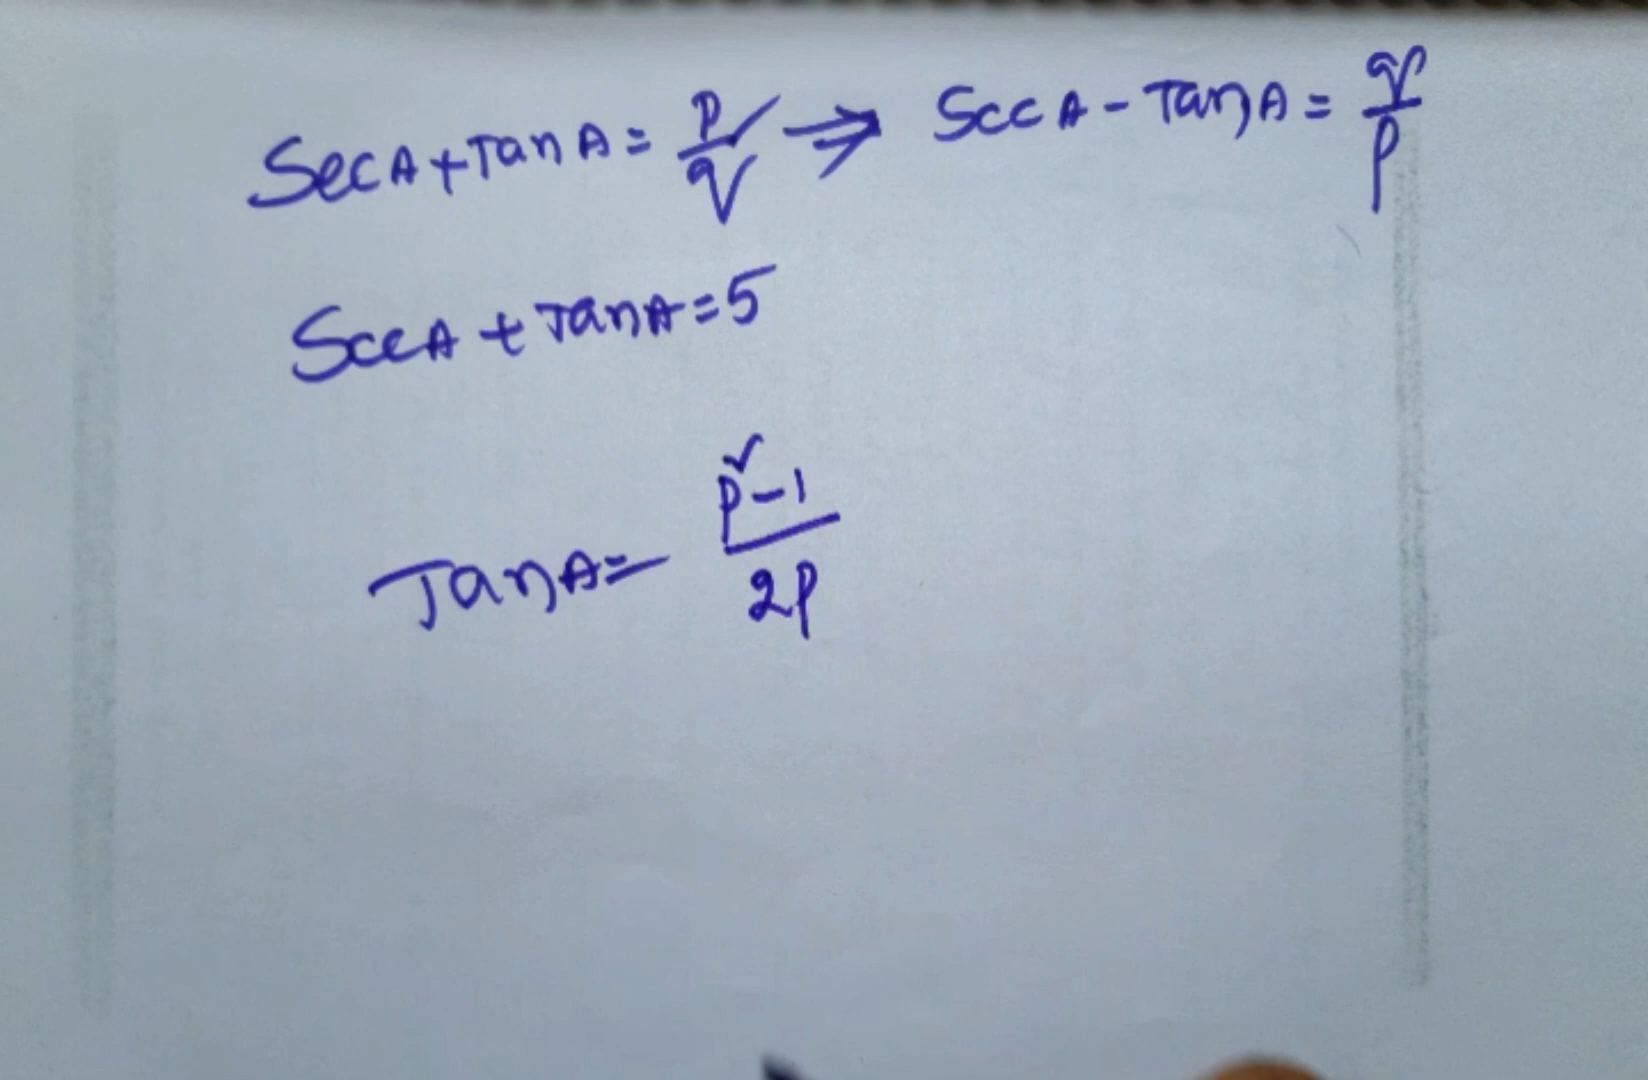 SecA+TanA = p/q ⇒ SecA - TanA = q/p
SecA + TanA = 5
TanA = p²-1/2p